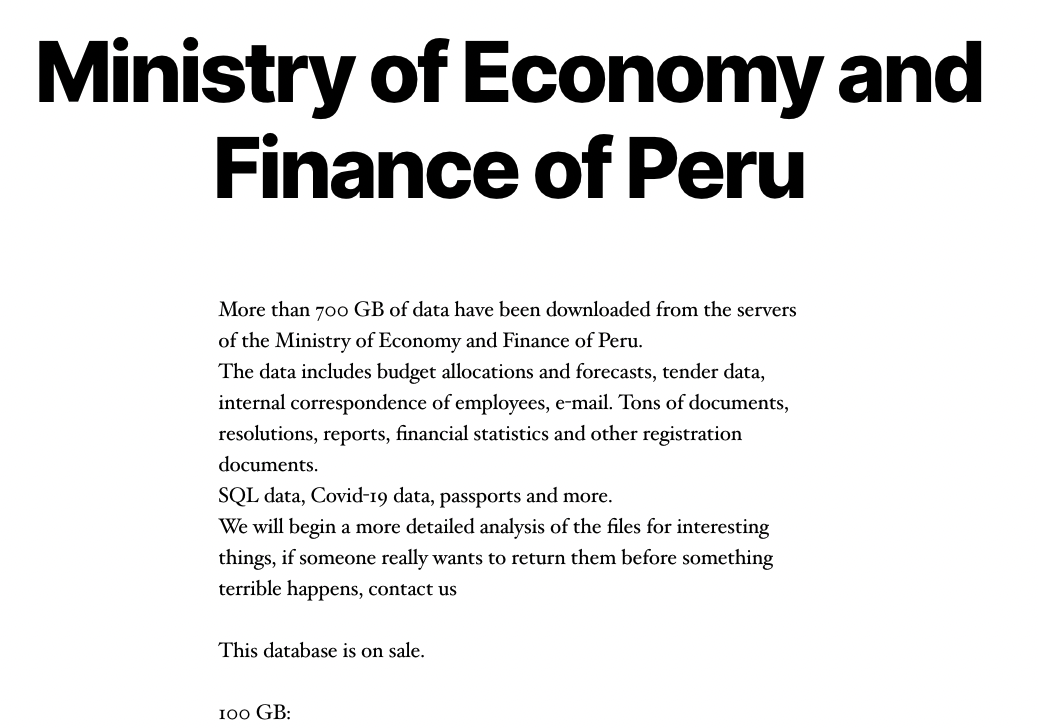 Ministry of Economy and
Finance of Peru
More than 700 GB of data have been downloaded from the servers
of the Ministry of Economy and Finance of Peru.
The data includes budget allocations and forecasts, tender data,
internal correspondence of employees, e-mail. Tons of documents,
resolutions, reports, financial statistics and other registration
documents.
SQL data, Covid-19 data, passports and more.
We will begin a more detailed analysis of the files for interesting
things, if someone really wants to return them before something
terrible happens, contact us
This database is on sale.
100 GB: